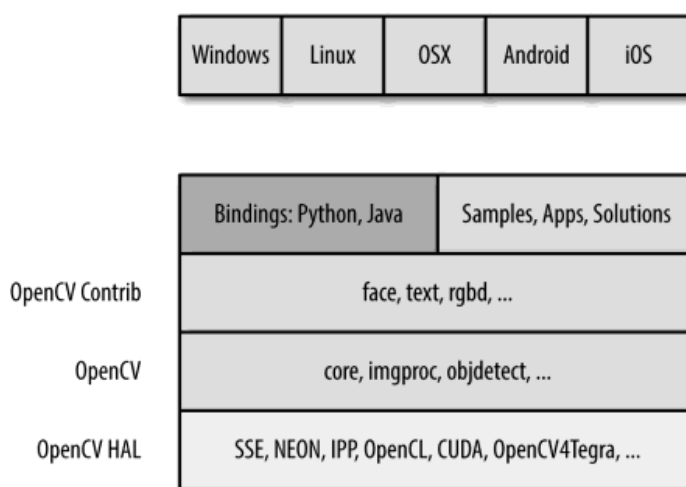 Windows Linux OSX Android iOS
Bindings: Python, Java Samples, Apps, Solutions
OpenCV Contrib face, text, rgbd, ...
OpenCV core, imgproc, objdetect, ...
OpenCV HAL SSE, NEON, IPP, OpenCL, CUDA, OpenCV4Tegra, ...